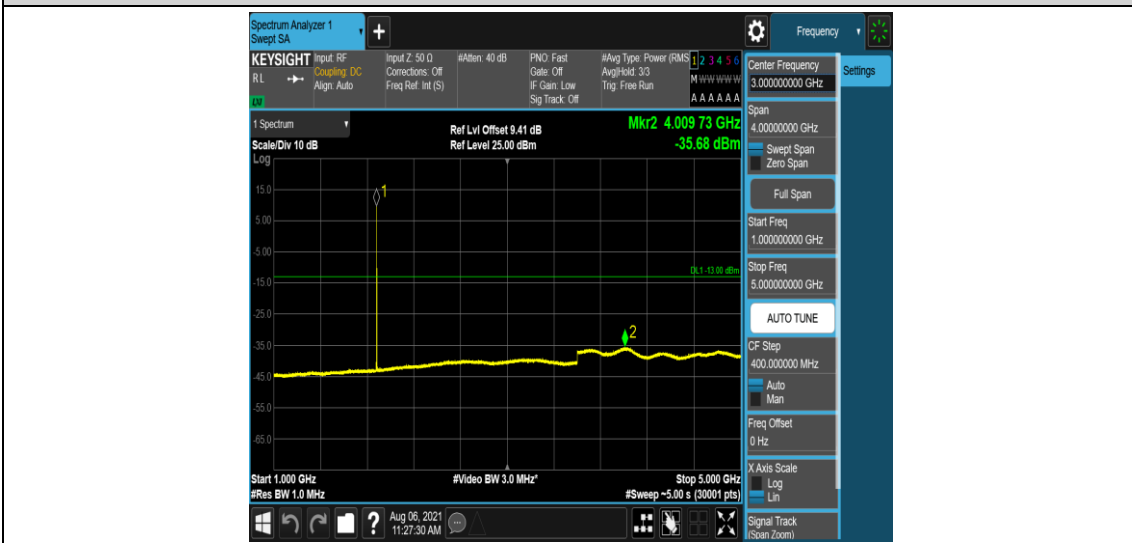 Spectrum Analyzer 1
Swept SA
+
Frequency
KEYSIGHT
RL
Input: RF
Coupling: DC
Align: Auto
Input Z: 50 Ω
Corrections: Off
Freq Ref: Int (S)
#Atten: 40 dB
PNO: Fast
Gate: Off
IF Gain: Low
Sig Track: Off
#Avg Type: Power (RMS
Avg|Hold: 3/3
Trig: Free Run
1 2 3 4 5 6
M W W W W W
A A A A A A
1 Spectrum
Scale/Div 10 dB
Log
Ref Lvl Offset 9.41 dB
Ref Level 25.00 dBm
Mkr2 4.009 73 GHz
-35.68 dBm
15.0
5.00
-5.00
-15.0
-25.0
-35.0
-45.0
-55.0
-65.0
1
DL1 -13.00 dBm
2
Start 1.000 GHz
#Res BW 1.0 MHz
#Video BW 3.0 MHz*
Stop 5.000 GHz
#Sweep ~5.00 s (30001 pts)
?
Aug 06, 2021
11:27:30 AM
Center Frequency
3.000000000 GHz
Settings
Span
4.00000000 GHz
Swept Span
Zero Span
Full Span
Start Freq
1.000000000 GHz
Stop Freq
5.000000000 GHz
AUTO TUNE
CF Step
400.000000 MHz
Auto
Man
Freq Offset
0 Hz
X Axis Scale
Log
Lin
Signal Track
(Span Zoom)